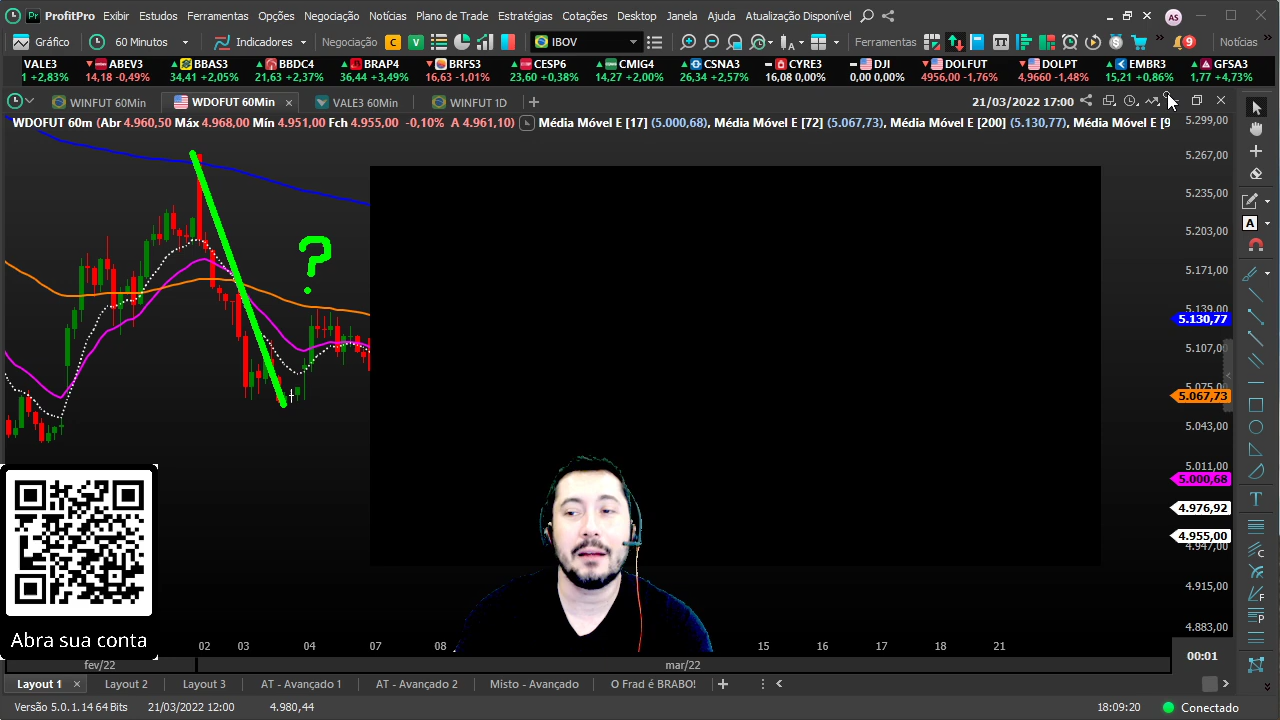 ProfitPro Exibir Estudos Ferramentas Opções Negociação Notícias Plano de Trade Estratégias Cotações Desktop Janela Ajuda Atualização Disponível AS
Gráfico 60 Minutos Indicadores Negociação C V IBOV Ferramentas 9 Notícias
VALE3 ABEV3 BBAS3 BBDC4 BRAP4 BRFS3 CESP6 CMIG4 CSNA3 CYRE3 DJI DOLFUT DOLPT EMBR3 GFSA3
1 +2,83% 14,18 -0,49% 34,41 +2,05% 21,63 +2,37% 36,44 +3,49% 16,63 -1,01% 23,60 +0,38% 14,27 +2,00% 26,34 +2,57% 16,08 0,00% 0,00 0,00% 4956,00 -1,76% 4,9660 -1,48% 15,21 +0,86% 1,77 +4,73%
WINFUT 60Min WDOFUT 60Min VALE3 60Min WINFUT 1D 21/03/2022 17:00
WDOFUT 60m (Abr 4.960,50 Máx 4.968,00 Mín 4.951,00 Fch 4.955,00 -0,10% A 4.961,10) Média Móvel E [17] (5.000,68), Média Móvel E [72] (5.067,73), Média Móvel E [200] (5.130,77), Média Móvel E [9
5.299,00
5.267,00
5.235,00
5.203,00
?
5.171,00
5.139,00
5.130,77
5.107,00
5.075,00
5.067,73
5.043,00
5.011,00
5.000,68
4.976,92
4.955,00
4.947,00
4.915,00
4.883,00
Abra sua conta
02 03 04 07 08 15 16 17 18 21
00:01
fev/22 mar/22
Layout 1 Layout 2 Layout 3 AT - Avançado 1 AT - Avançado 2 Misto - Avançado O Frad é BRABO!
Versão 5.0.1.14 64 Bits 21/03/2022 12:00 4.980,44 18:09:20 Conectado